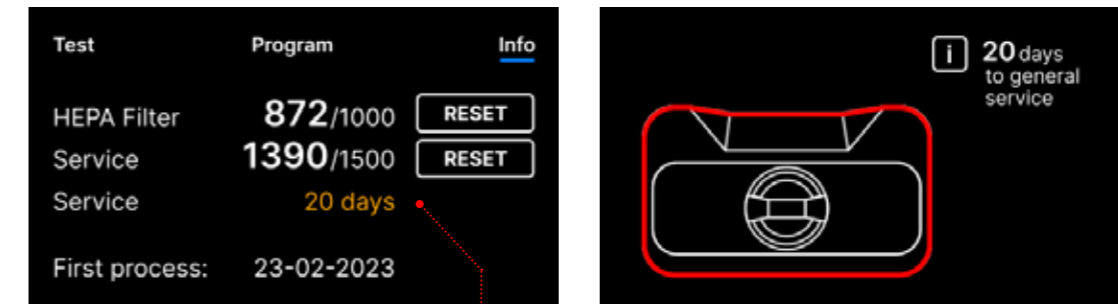 Test Program Info
HEPA Filter 872/1000 RESET
Service 1390/1500 RESET
Service 20 days
First process: 23-02-2023
i 20 days
to general
service